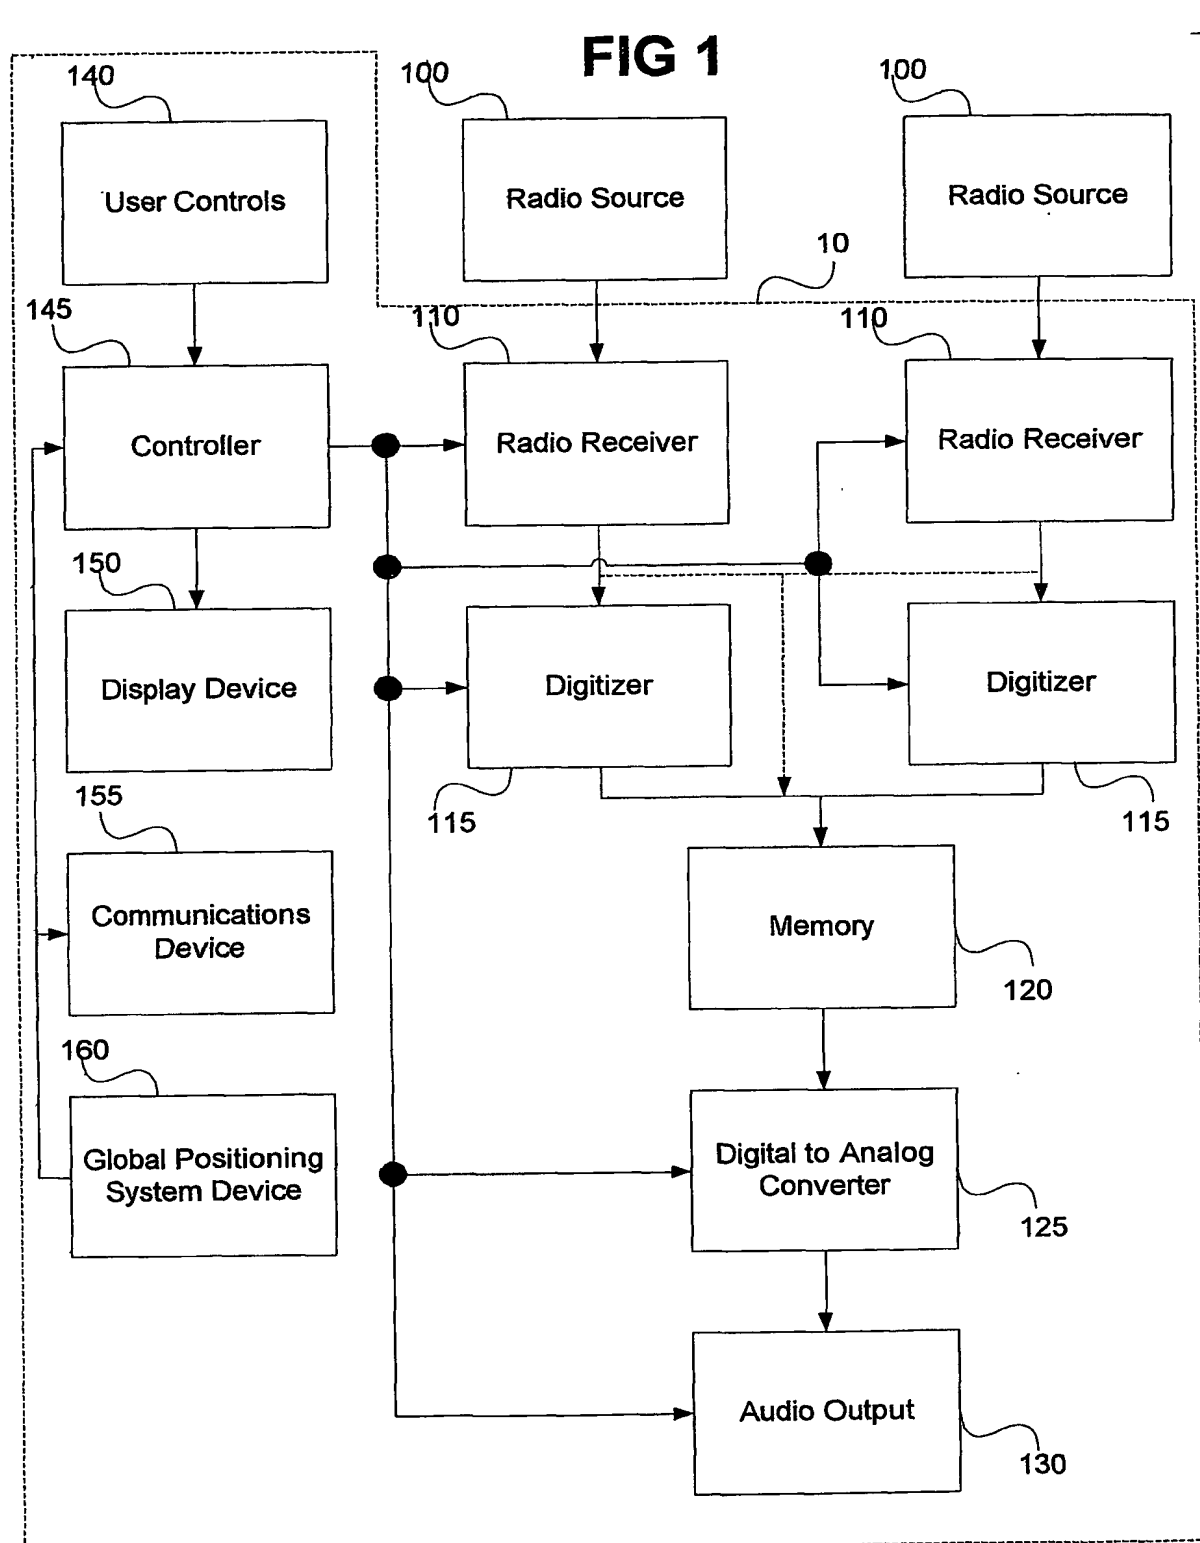 FIG 1
140
100
100
User Controls
Radio Source
Radio Source
10
145
110
110
Controller
Radio Receiver
Radio Receiver
150
Display Device
Digitizer
Digitizer
155
115
115
Communications
Device
Memory
120
160
Global Positioning
System Device
Digital to Analog
Converter
125
Audio Output
130